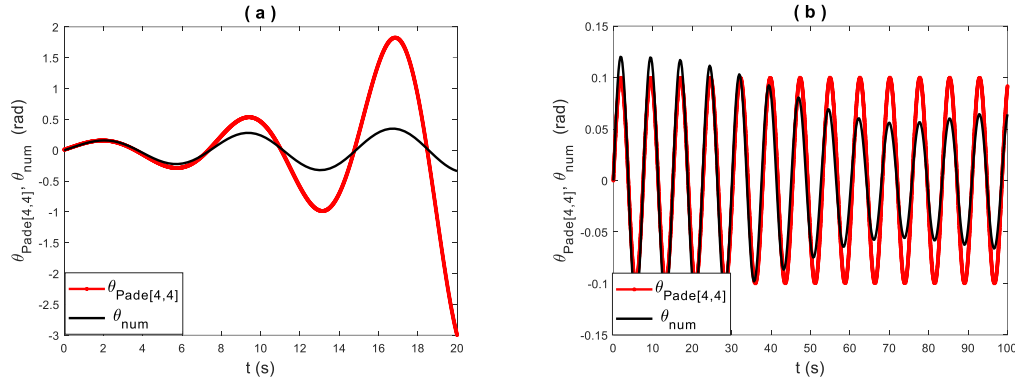 ( a )
2
1.5
1
0.5
0
-0.5
-1
-1.5
-2
-2.5
-3
θPade[4,4], θnum (rad)
θPade[4,4]
θnum
0 2 4 6 8 10 12 14 16 18 20
t (s)
( b )
0.15
0.1
0.05
0
-0.05
-0.1
-0.15
θPade[4,4], θnum (rad)
θPade[4,4]
θnum
0 10 20 30 40 50 60 70 80 90 100
t (s)